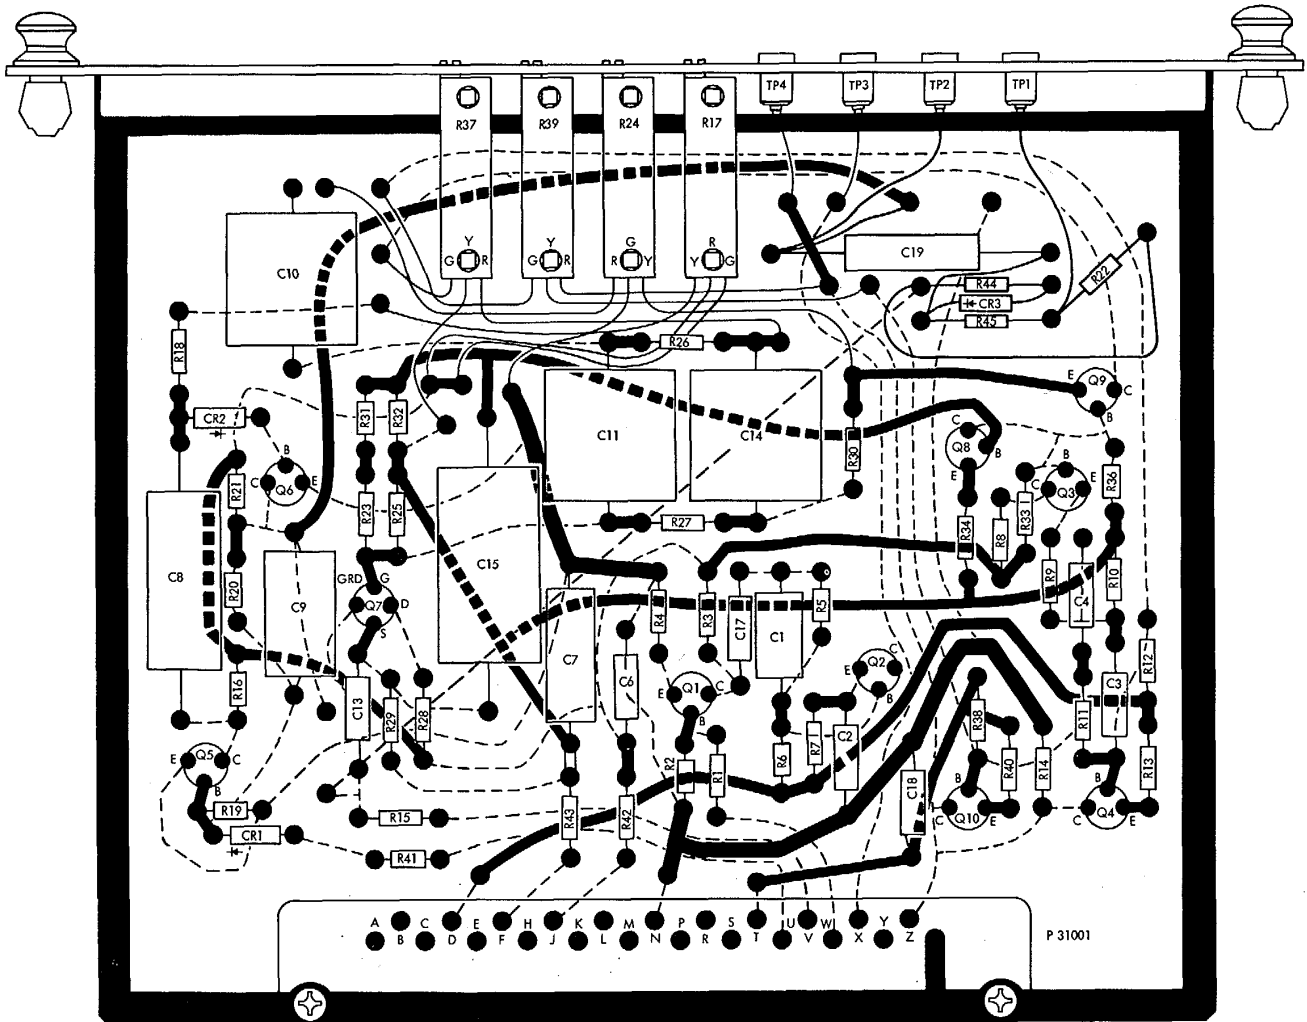 TP4 TP3 TP2 TP1
R37 R39 R24 R17
Y Y G R
G R G R R Y Y G
C10 C19
R22
R44
CR3
R45
R18 R26
E Q9 C
B
CR2 R31 R32
C11 C14
C
Q8 B
E
R30
B
C Q6 E
R21
B
C Q3 E
R36
R23 R25 R27 R34 R8 R33
C8 C15
R20 C9
GRD G
Q7 D
S
R4 R3 C17 C1 R5 R9 C4 R10
C7 C6
C
Q2
E
B
R12
R16 C13 R29 R28
E Q1 C
B
C3
R11
R38
R7 C2
E Q5 C
B
R2 R1 R6 R40 R14 R13
R19 R15 R43 R42 C18
B
C Q10 E
B
C Q4 E
CR1 R41
A C E H K M P S U W Y
B D F J L N R T V X Z
P 31001